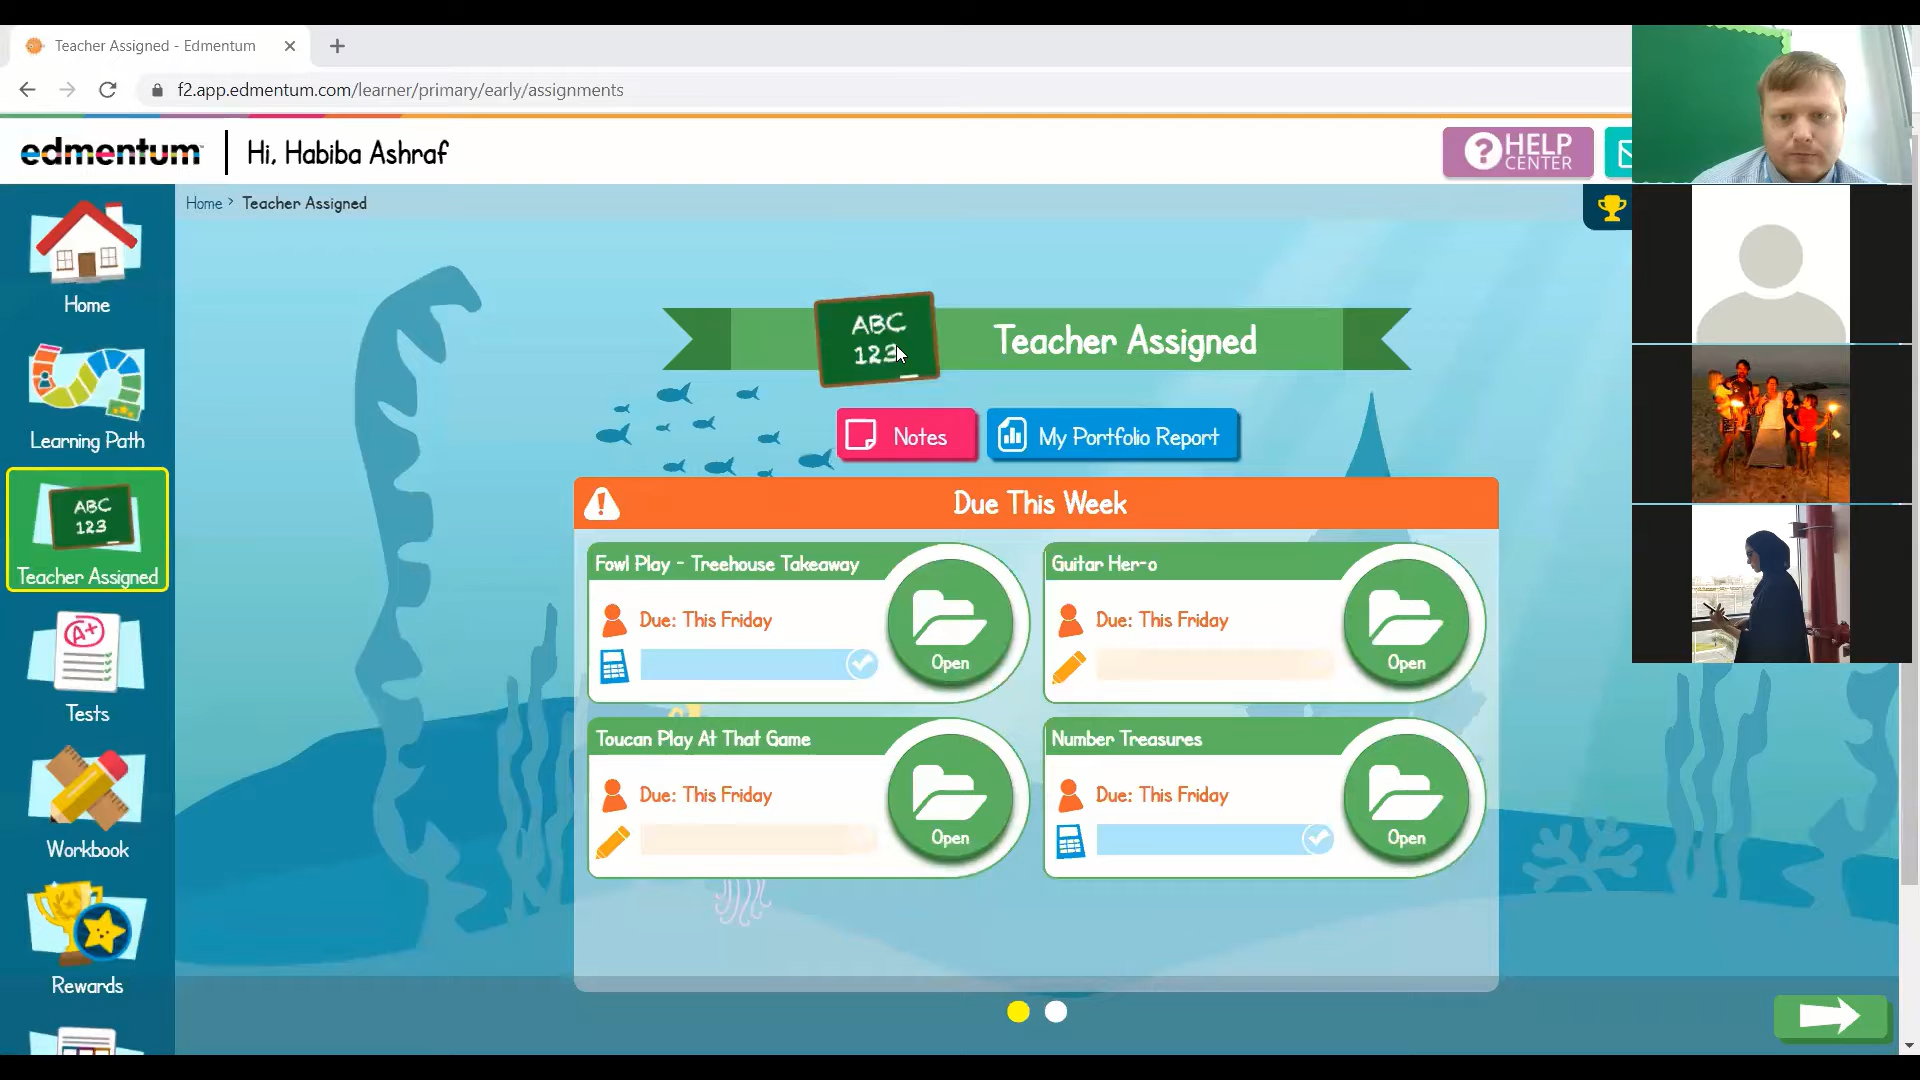 Teacher Assigned - Edmentum
f2.app.edmentum.com/learner/primary/early/assignments
edmentum
Hi, Habiba Ashraf
? HELP CENTER
Home > Teacher Assigned
Home
Learning Path
ABC
123
Teacher Assigned
A+
Tests
Workbook
Rewards
ABC
123
Teacher Assigned
Notes
My Portfolio Report
Due This Week
Fowl Play - Treehouse Takeaway
Due: This Friday
Open
Guitar Her-o
Due: This Friday
Open
Toucan Play At That Game
Due: This Friday
Open
Number Treasures
Due: This Friday
Open